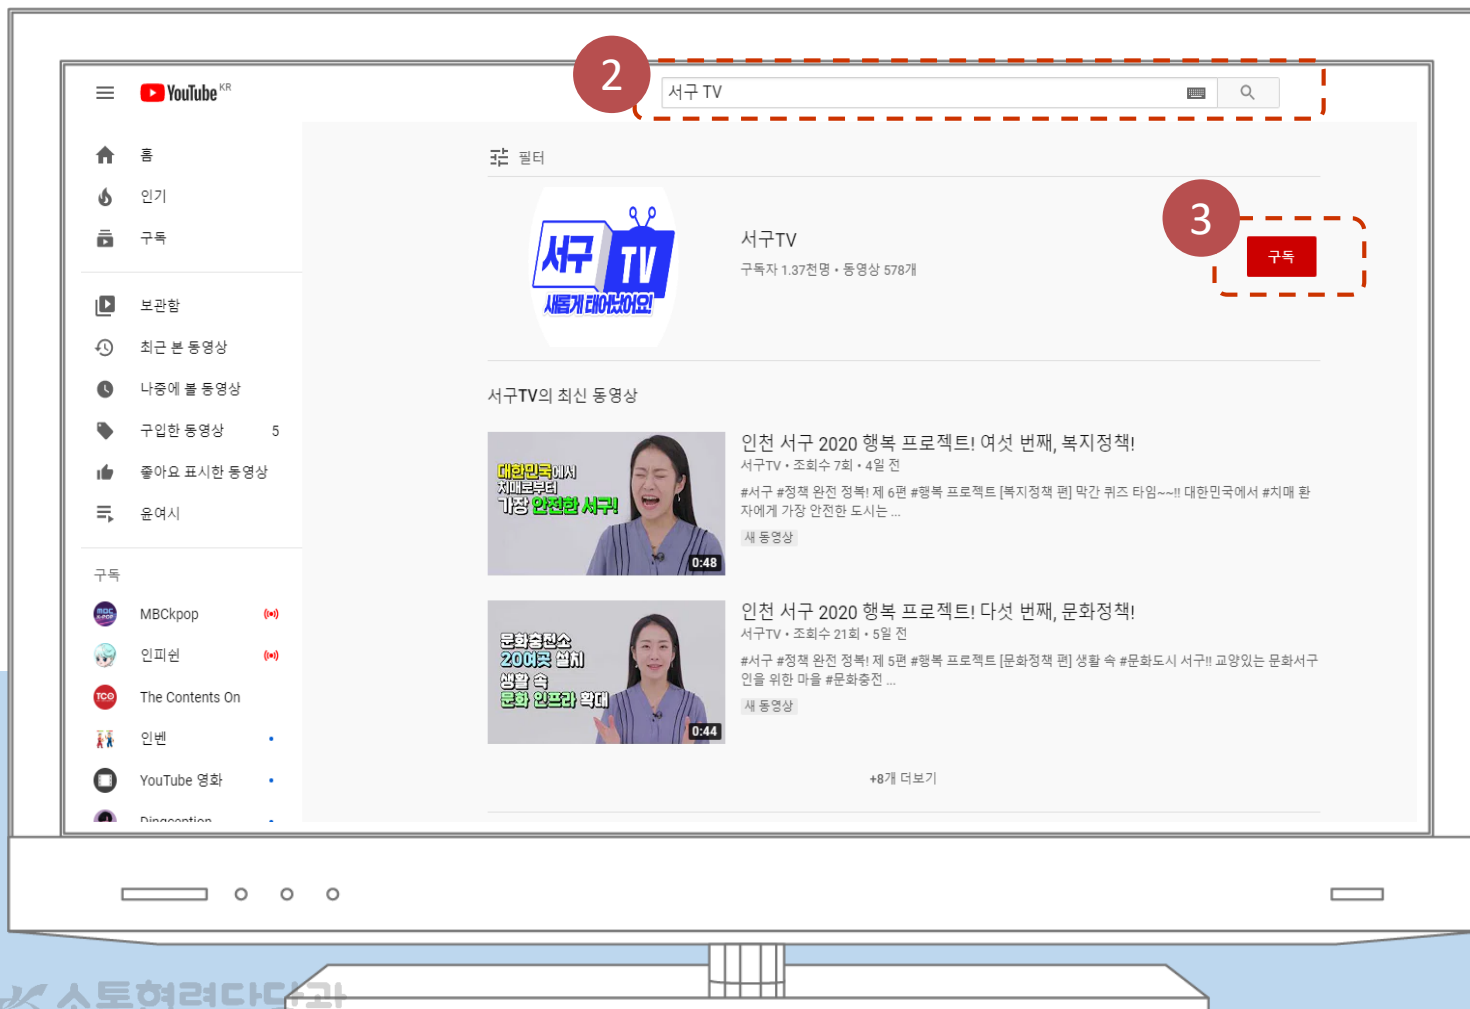 2
YouTube KR
서구 TV
홈
인기
구독
보관함
최근 본 동영상
나중에 볼 동영상
구입한 동영상 5
좋아요 표시한 동영상
윤여시
구독
MBCkpop
인피쉰
The Contents On
인벤
YouTube 영화
Dingception
필터
서구 TV
새롭게 태어났어요!
서구TV
구독자 1.37천명 • 동영상 578개
3
구독
서구TV의 최신 동영상
대한민국에서
치매로부터
가장 안전한 서구!
0:48
인천 서구 2020 행복 프로젝트! 여섯 번째, 복지정책!
서구TV • 조회수 7회 • 4일 전
#서구 #정책 완전 정복! 제 6편 #행복 프로젝트 [복지정책 편] 막간 퀴즈 타임~~!! 대한민국에서 #치매 환
자에게 가장 안전한 도시는 ...
새 동영상
문화충전소
20여곳 설치
생활 속
문화 인프라 확대
0:44
인천 서구 2020 행복 프로젝트! 다섯 번째, 문화정책!
서구TV • 조회수 21회 • 5일 전
#서구 #정책 완전 정복! 제 5편 #행복 프로젝트 [문화정책 편] 생활 속 #문화도시 서구!! 교양있는 문화서구
인을 위한 마을 #문화충전 ...
새 동영상
+8개 더보기